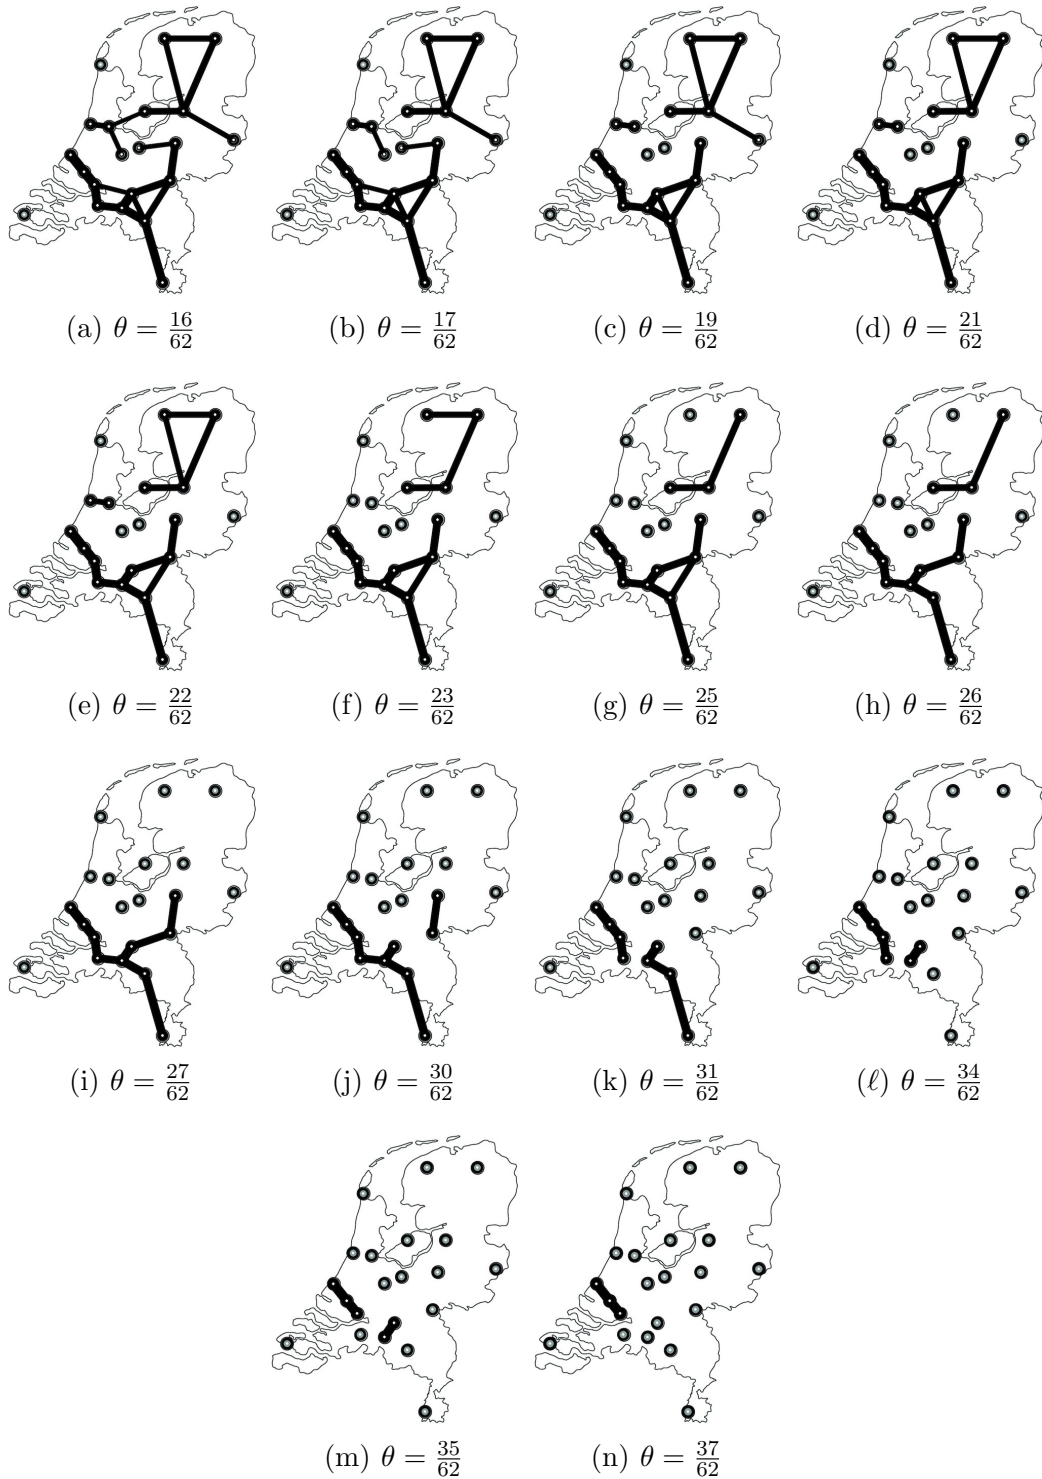 (a) θ = 16/62 (b) θ = 17/62 (c) θ = 19/62 (d) θ = 21/62
(e) θ = 22/62 (f) θ = 23/62 (g) θ = 25/62 (h) θ = 26/62
(i) θ = 27/62 (j) θ = 30/62 (k) θ = 31/62 (ℓ) θ = 34/62
(m) θ = 35/62 (n) θ = 37/62